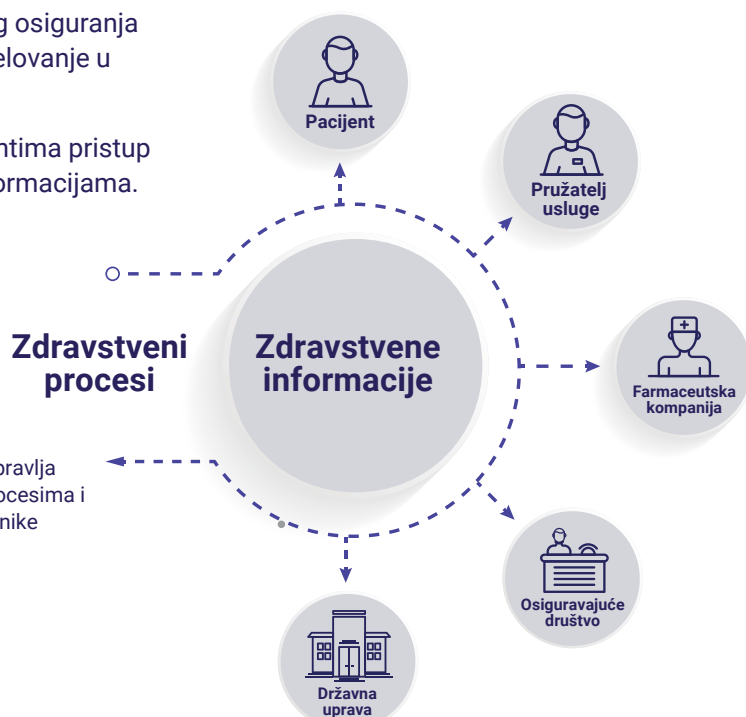 g osiguranja
elovanje u
ntima pristup
ormacijama.
Pacijent
Pružatelj
usluge
Zdravstveni
procesi
Zdravstvene
informacije
Farmaceutska
kompanija
pravlja
ocesima i
nike
Osiguravajuće
društvo
Državna
uprava